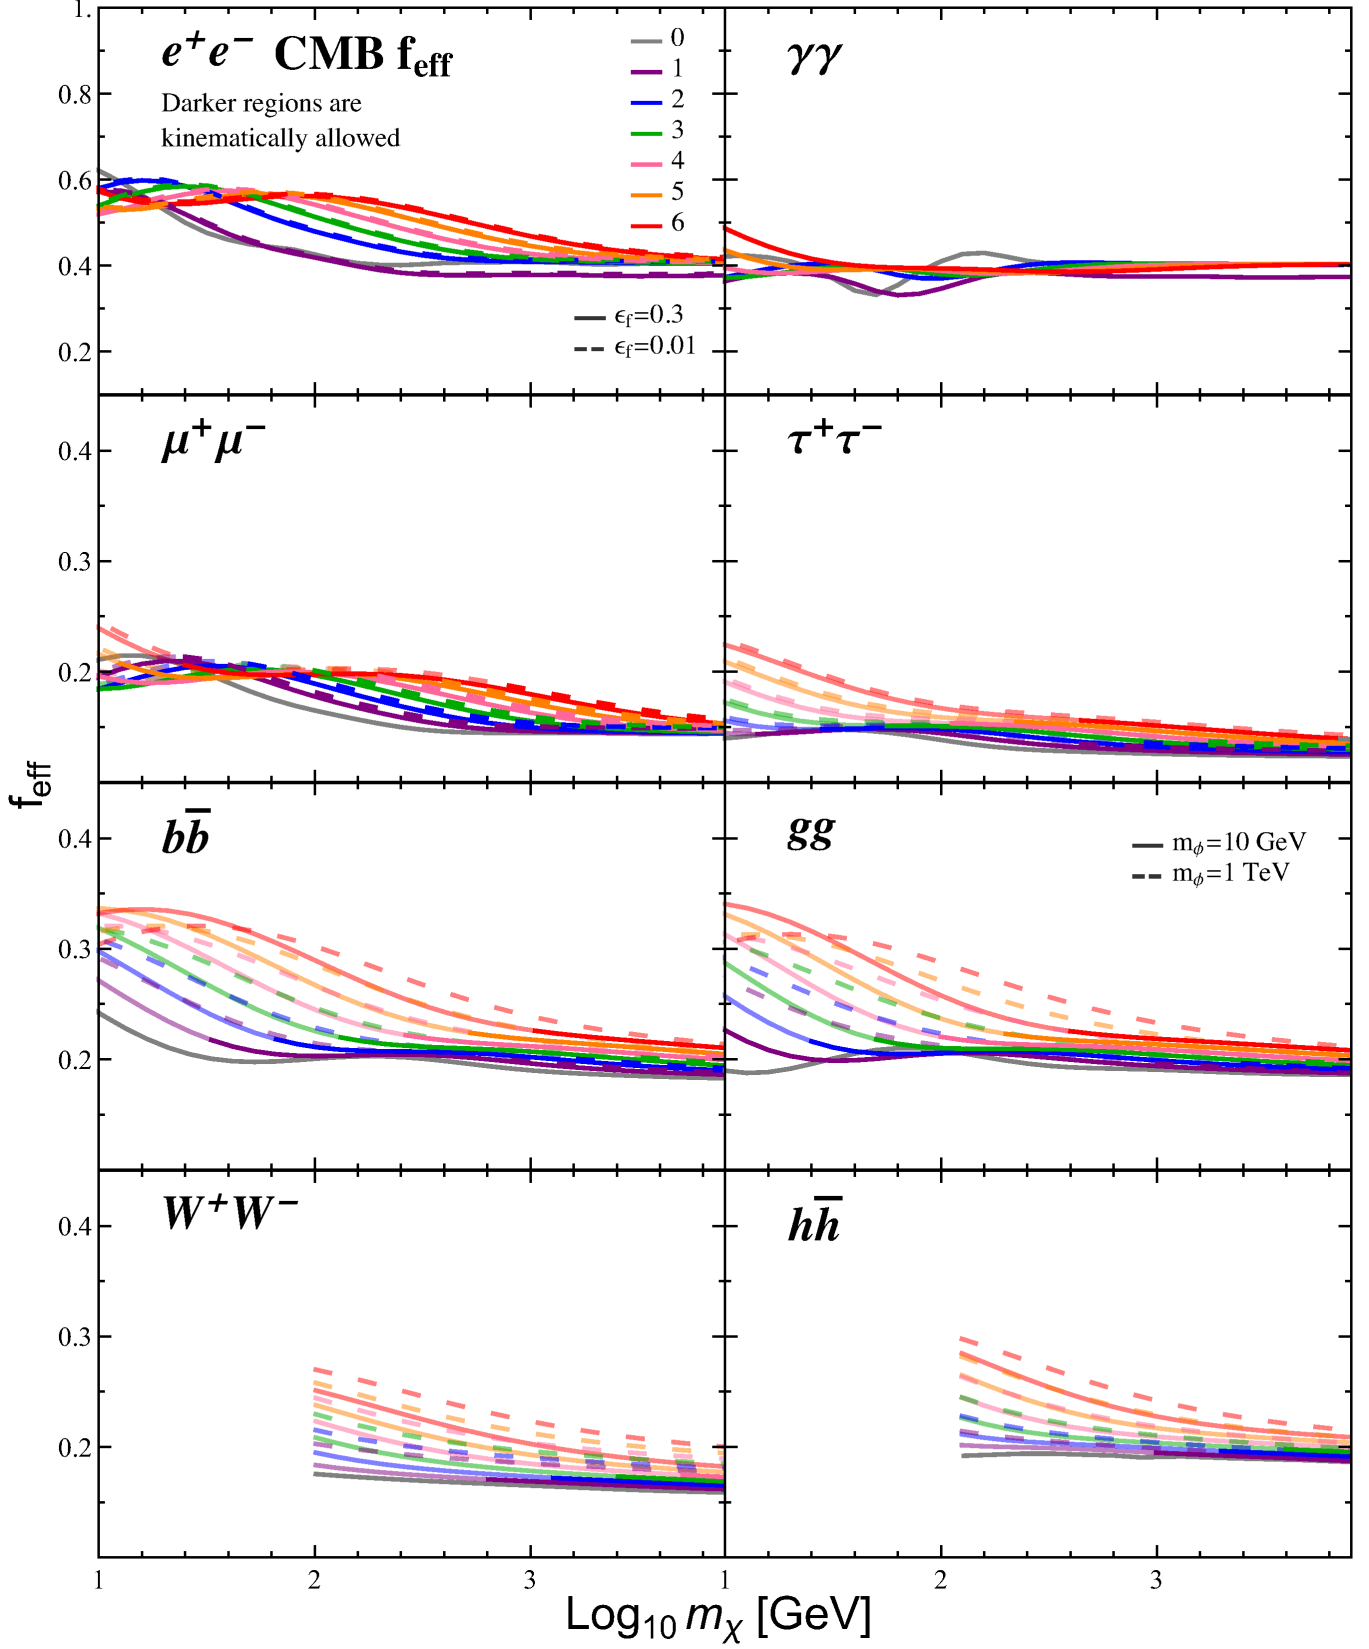 1.
e⁺e⁻ CMB f_eff
Darker regions are
kinematically allowed
0
1
2
3
4
5
6
γγ
0.8
0.6
0.4
0.2
ϵ_f=0.3
ϵ_f=0.01
μ⁺μ⁻
τ⁺τ⁻
0.4
0.3
0.2
f_eff
bb̅
gg
m_ϕ=10 GeV
m_ϕ=1 TeV
0.4
0.3
0.2
W⁺W⁻
hh̅
0.4
0.3
0.2
1 2 3 1 2 3
Log₁₀ m_χ [GeV]